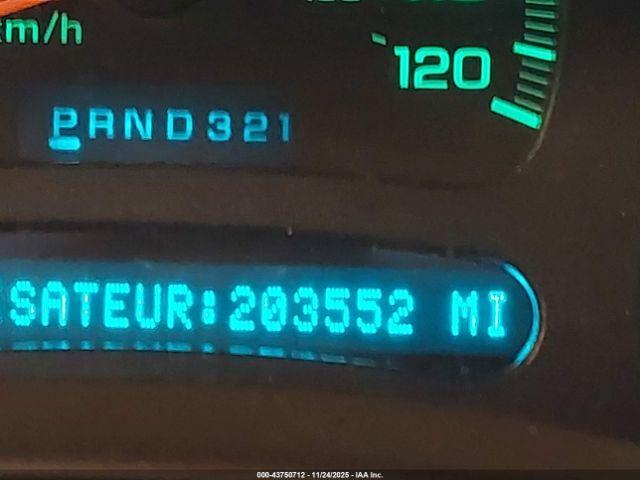 km/h
120
PRND321
SATEUR:203552 MI
000-43750712 - 11/24/2025 - IAA Inc.